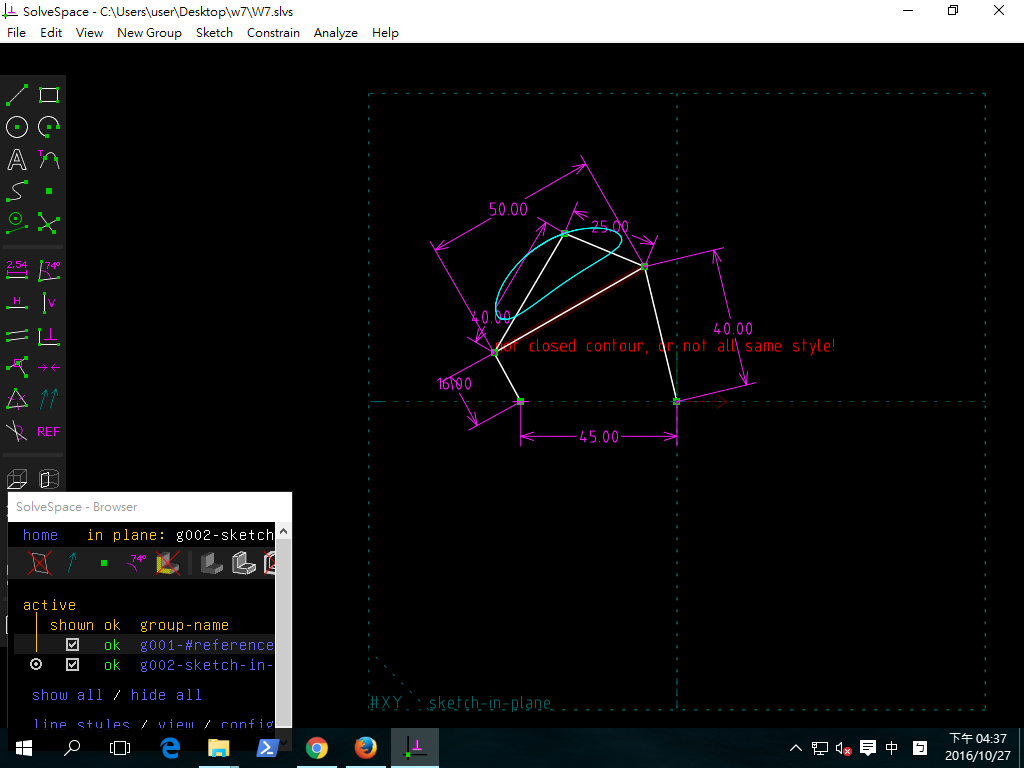 SolveSpace - C:\Users\user\Desktop\w7\W7.slvs
File Edit View New Group Sketch Constrain Analyze Help
50.00
25.00
2.54 74°
H V
40.00
40.00
closed contour, or not all same style!
16.00
REF
45.00
SolveSpace - Browser
home in plane: g002-sketch
74°
active
shown ok group-name
ok g001-#reference
ok g002-sketch-in-
show all / hide all
line styles / view / config
#XY sketch-in-plane
中
下午 04:37
2016/10/27